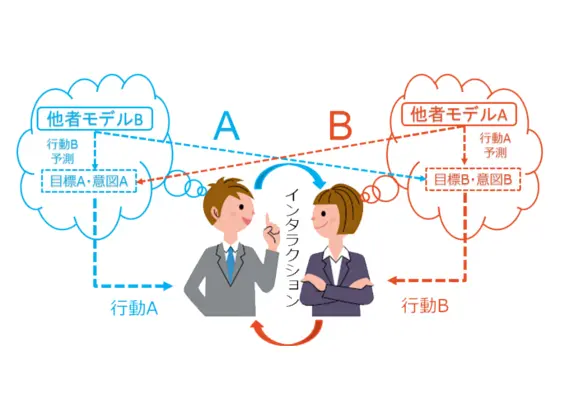 他者モデルB
行動B
予測
目標A・意図A
行動A
A
B
インタラクション
他者モデルA
行動A
予測
目標B・意図B
行動B